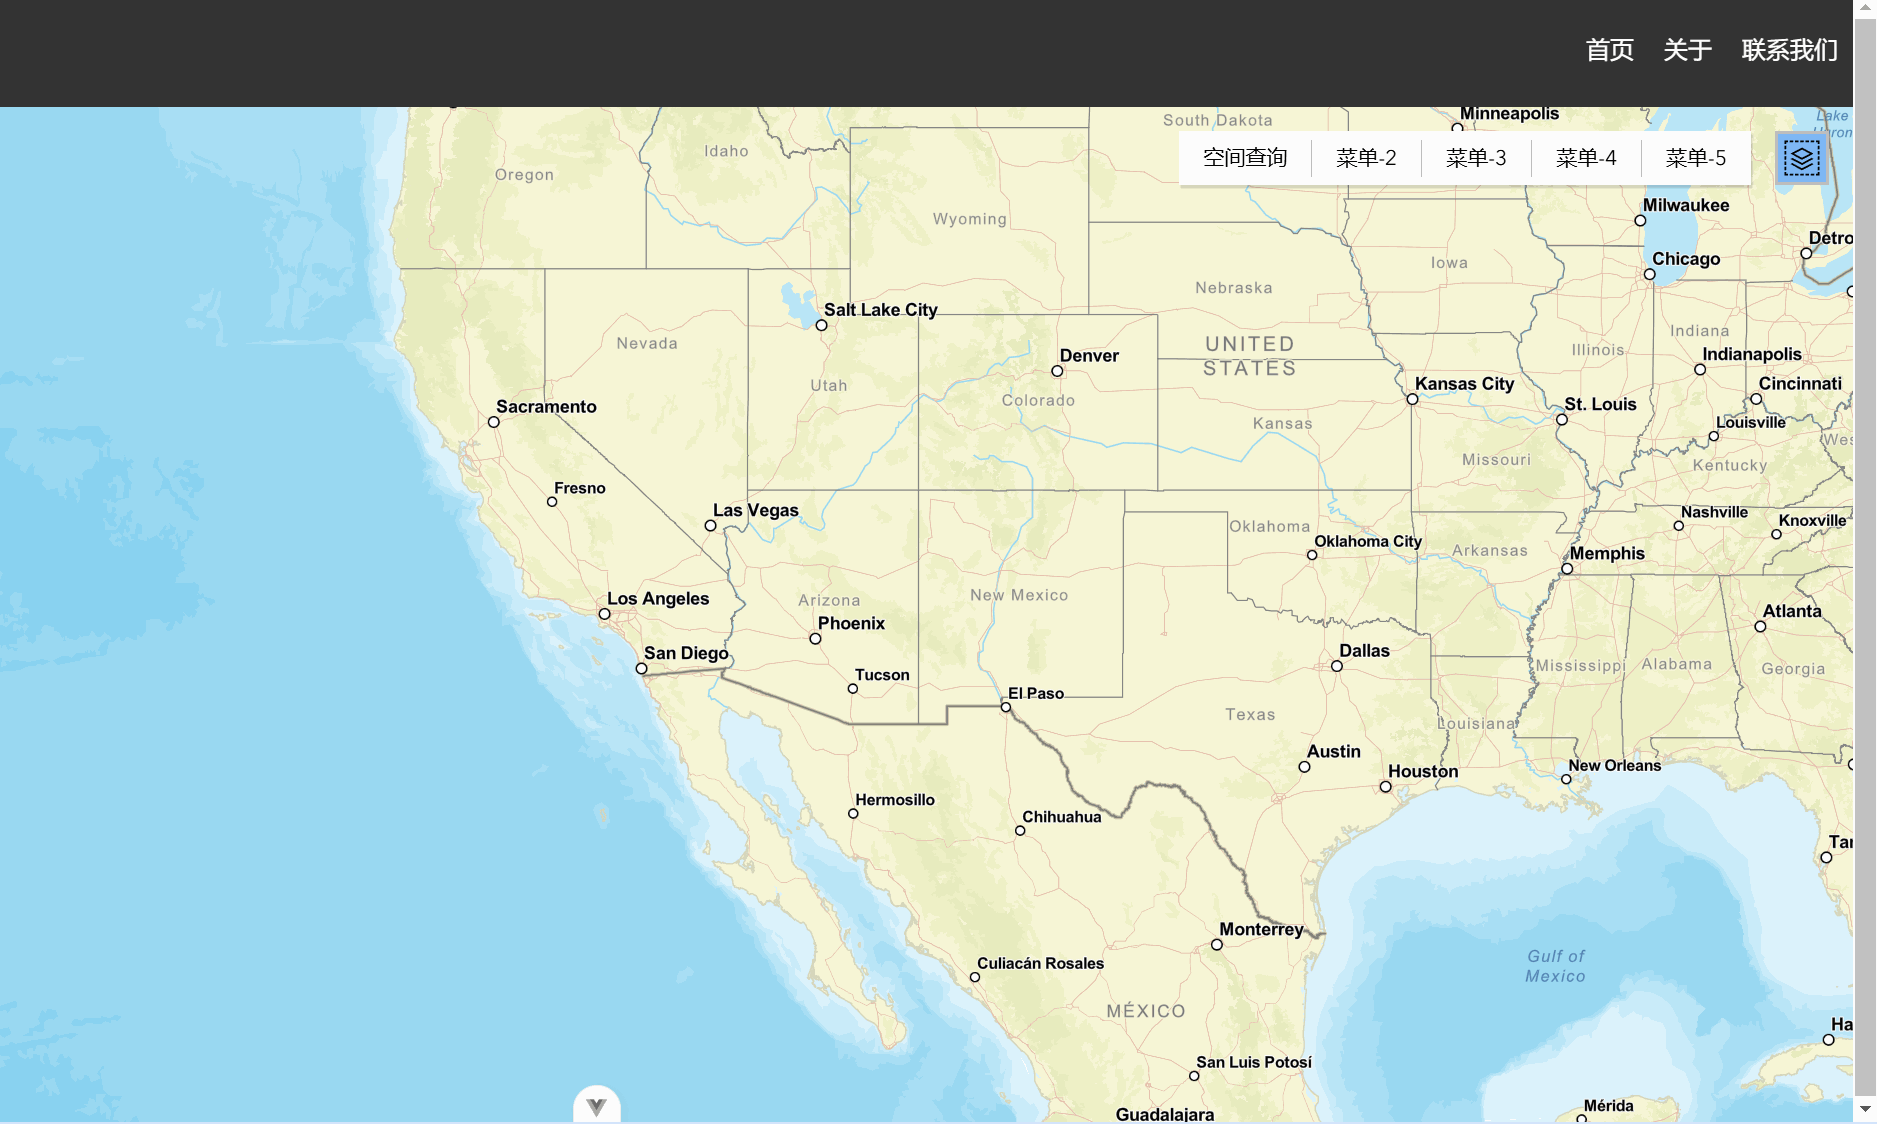 首页 关于 联系我们
Minneapolis
South Dakota
Lake
Huron
空间查询 菜单-2 菜单-3 菜单-4 菜单-5
Idaho
Oregon
Milwaukee
Wyoming
Detro
Chicago
Iowa
Nebraska
Salt Lake City
Indiana
Nevada
UNITED
STATES
Illinois
Indianapolis
Denver
Utah
Kansas City
Cincinnati
Colorado
Sacramento
St. Louis
Kansas
Louisville
Wes
Missouri
Kentucky
Fresno
Las Vegas
Nashville
Knoxville
Oklahoma
Oklahoma City
Arkansas
Memphis
New Mexico
Los Angeles
Arizona
Atlanta
Phoenix
San Diego
Dallas
Mississippi
Alabama
Georgia
Tucson
El Paso
Texas
Louisiana
Austin
New Orleans
Houston
Hermosillo
Chihuahua
Tar
Monterrey
Gulf of
Mexico
Culiacán Rosales
MÉXICO
Ha
San Luis Potosí
Mérida
Guadalajara